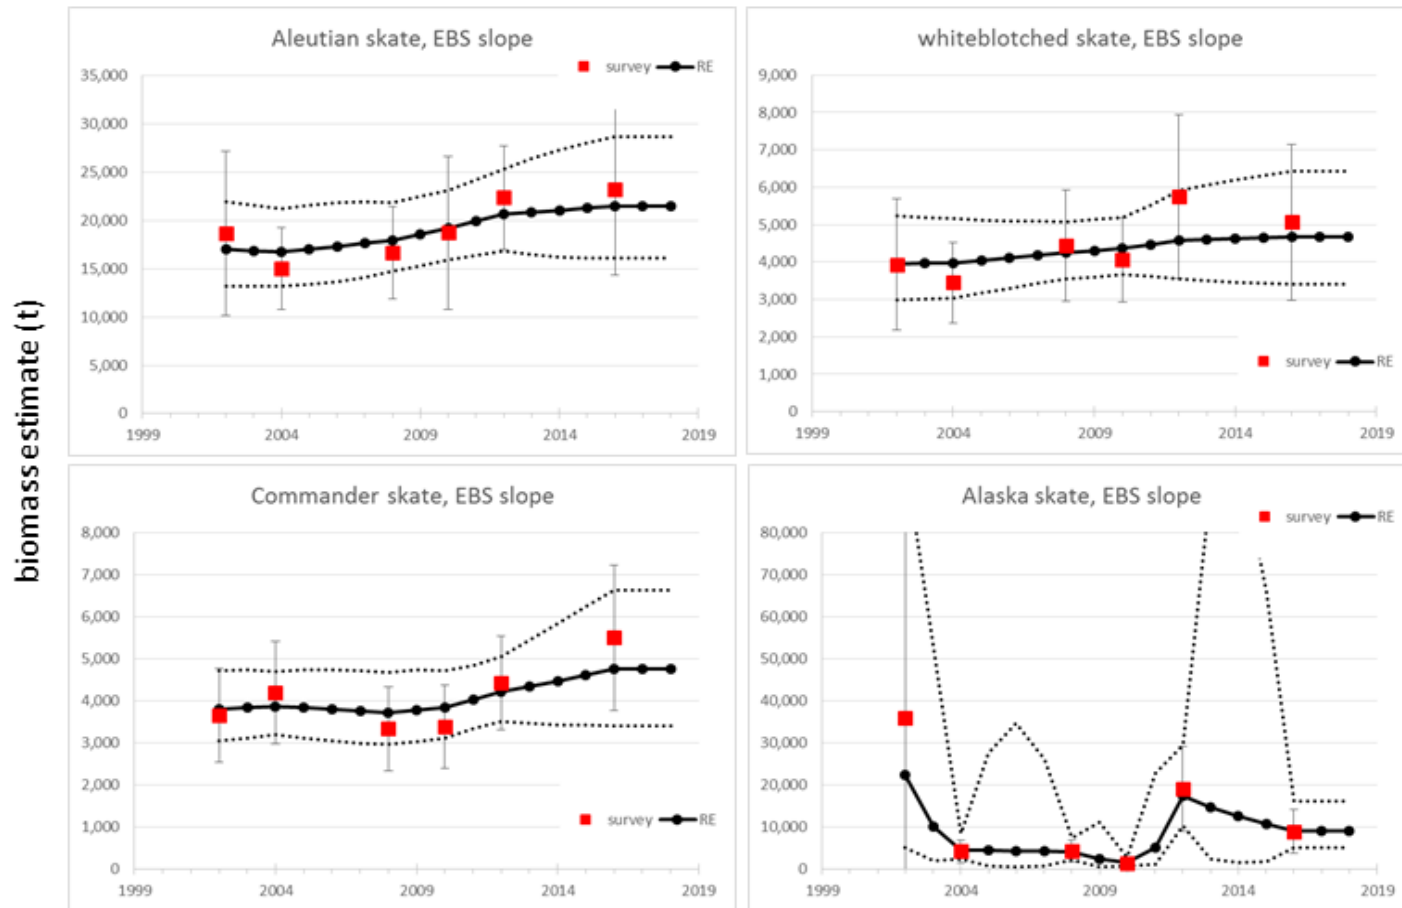 biomass estimate (t)
Aleutian skate, EBS slope
survey RE
35,000
30,000
25,000
20,000
15,000
10,000
5,000
0
1999 2004 2009 2014 2019
whiteblotched skate, EBS slope
9,000
8,000
7,000
6,000
5,000
4,000
3,000
2,000
1,000
0
survey RE
1999 2004 2009 2014 2019
Commander skate, EBS slope
8,000
7,000
6,000
5,000
4,000
3,000
2,000
1,000
0
survey RE
1999 2004 2009 2014 2019
Alaska skate, EBS slope
survey RE
80,000
70,000
60,000
50,000
40,000
30,000
20,000
10,000
0
1999 2004 2009 2014 2019